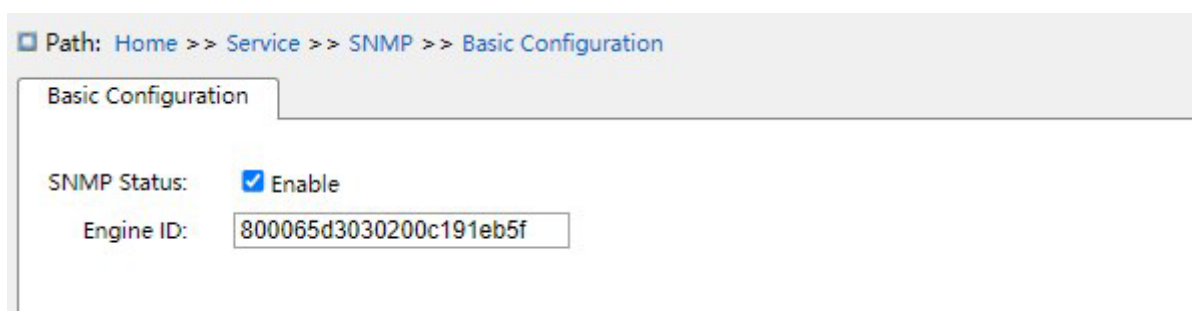 Path: Home >> Service >> SNMP >> Basic Configuration
Basic Configuration
SNMP Status: Enable
Engine ID: 800065d3030200c191eb5f